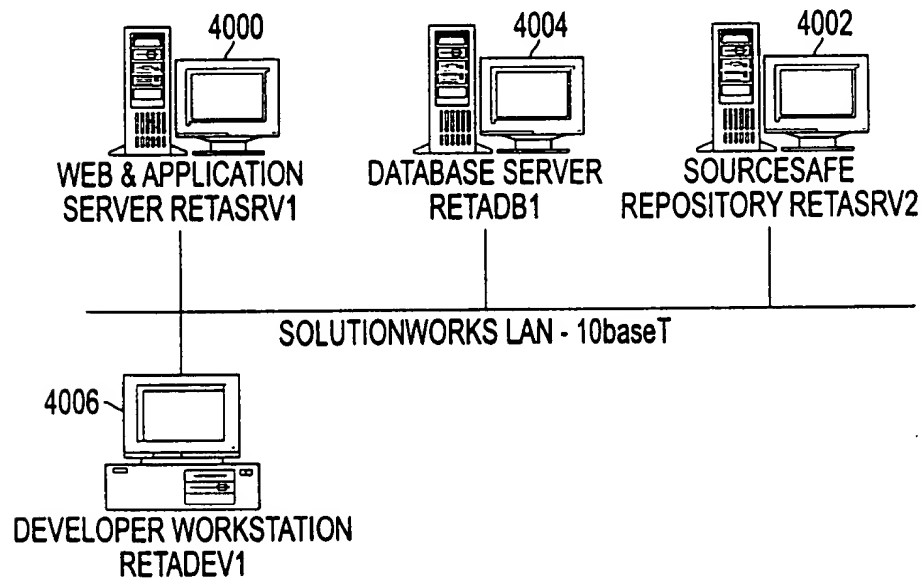 4000
WEB & APPLICATION
SERVER RETASRV1
4004
DATABASE SERVER
RETADB1
4002
SOURCESAFE
REPOSITORY RETASRV2
SOLUTIONWORKS LAN - 10baseT
4006
DEVELOPER WORKSTATION
RETADEV1